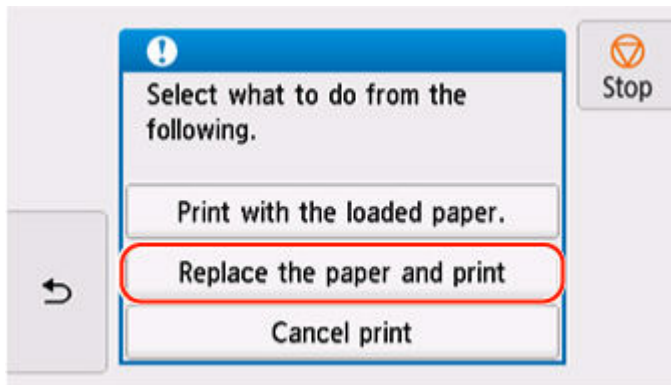 Select what to do from the
following.
Stop
Print with the loaded paper.
Replace the paper and print
Cancel print